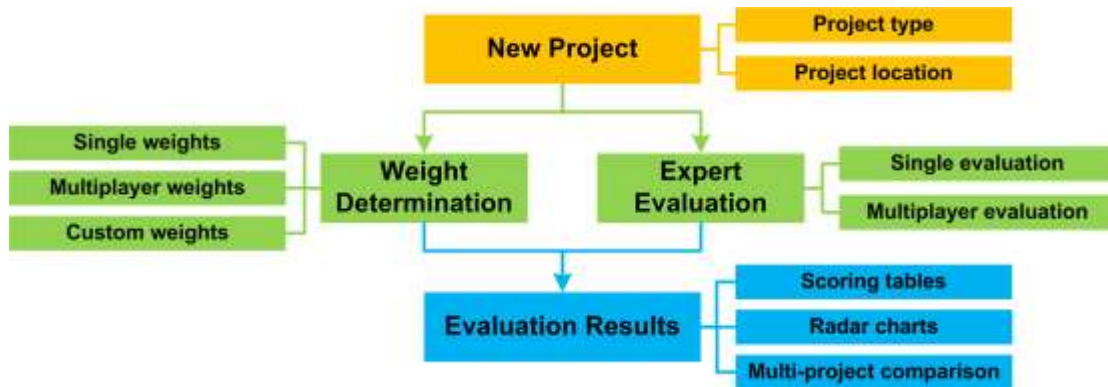 New Project
Project type
Project location
Single weights
Multiplayer weights
Custom weights
Weight
Determination
Expert
Evaluation
Single evaluation
Multiplayer evaluation
Evaluation Results
Scoring tables
Radar charts
Multi-project comparison